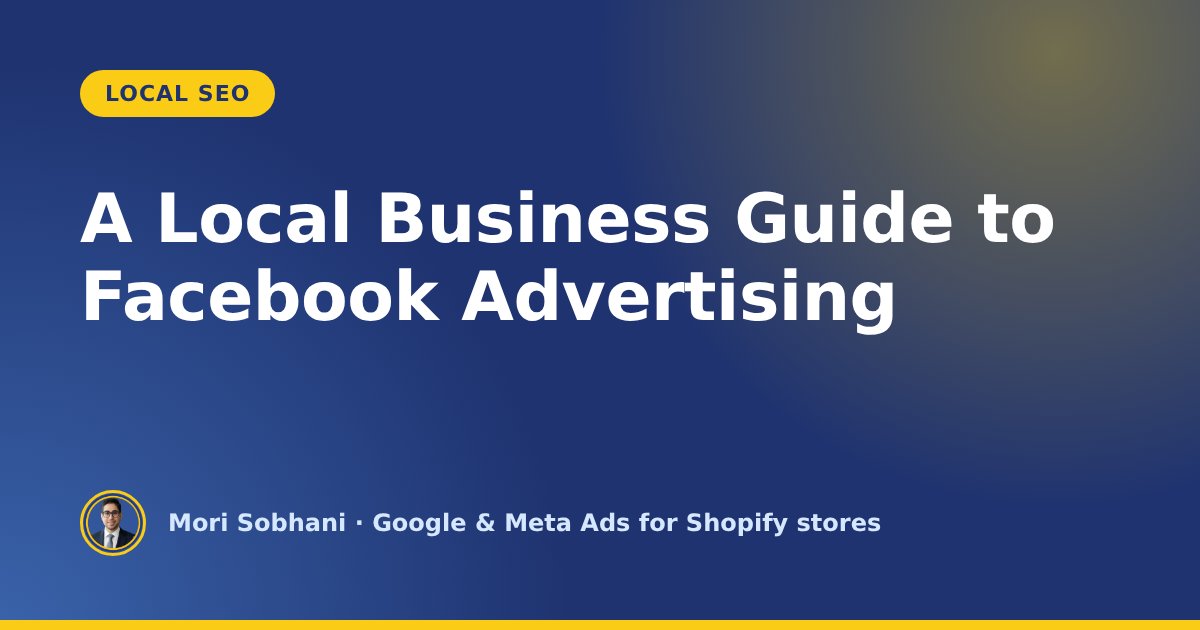 LOCAL SEO
A Local Business Guide to
Facebook Advertising
Mori Sobhani · Google & Meta Ads for Shopify stores